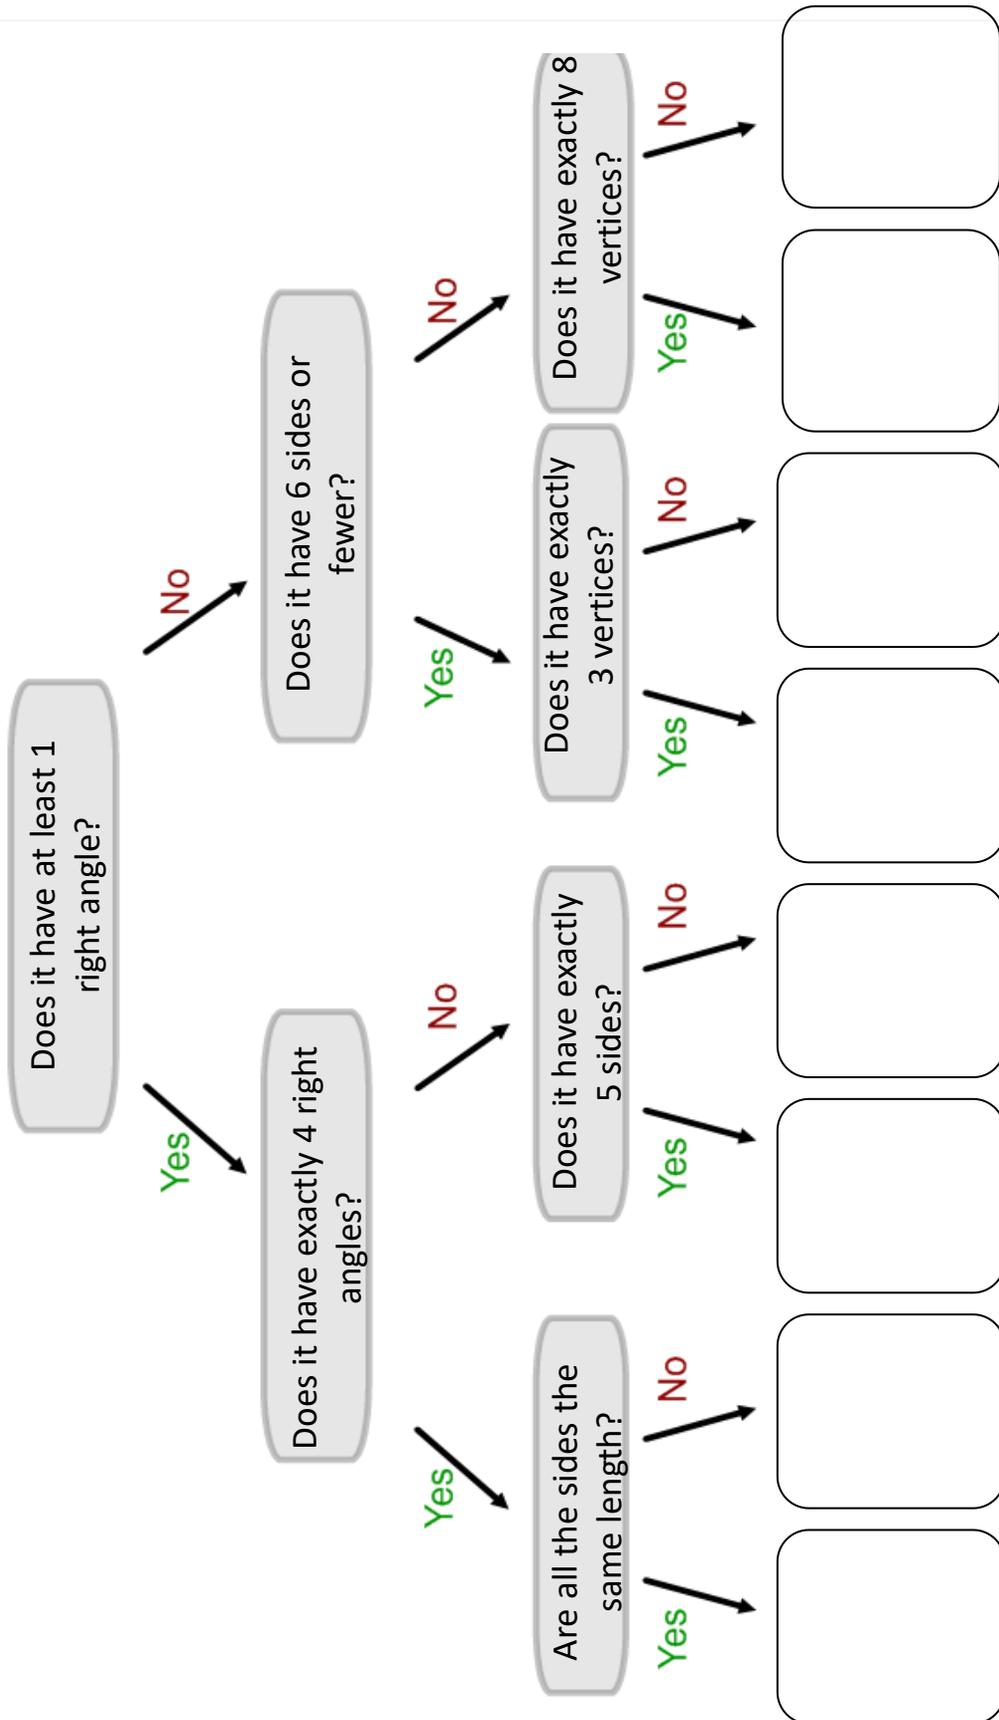 Does it have at least 1
right angle?
Yes
No
Does it have exactly 4 right
angles?
Does it have 6 sides or
fewer?
Yes
No
Yes
No
Are all the sides the
same length?
Does it have exactly
5 sides?
Does it have exactly
3 vertices?
Does it have exactly 8
vertices?
Yes
No
Yes
No
Yes
No
Yes
No